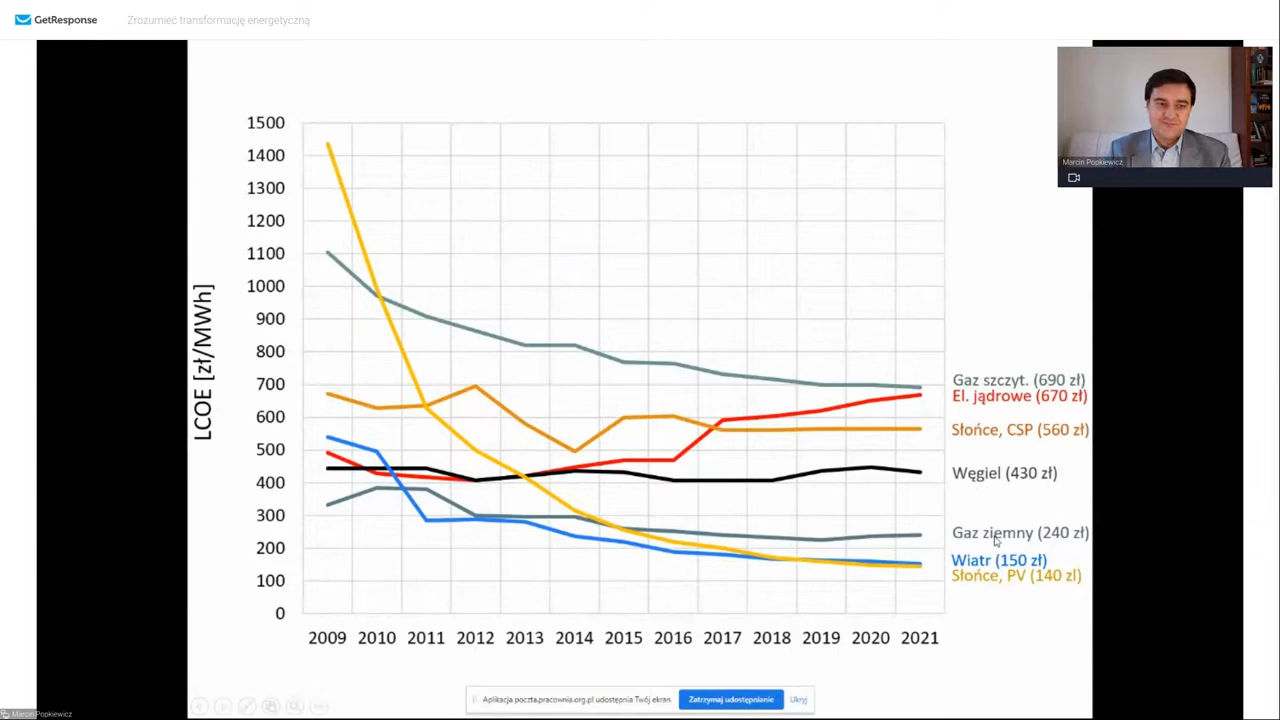 GetResponse
Zrozumieć transformację energetyczną
Marcin Popkiewicz
LCOE [zł/MWh]
1500
1400
1300
1200
1100
1000
900
800
700
600
500
400
300
200
100
0
2009 2010 2011 2012 2013 2014 2015 2016 2017 2018 2019 2020 2021
Gaz szczyt. (690 zł)
El. jądrowe (670 zł)
Słońce, CSP (560 zł)
Węgiel (430 zł)
Gaz ziemny (240 zł)
Wiatr (150 zł)
Słońce, PV (140 zl)
Aplikacja poczta.pracownia.org.pl udostępnia Twój ekran. Zatrzymaj udostępnianie Ukryj
Marcin Popkiewicz